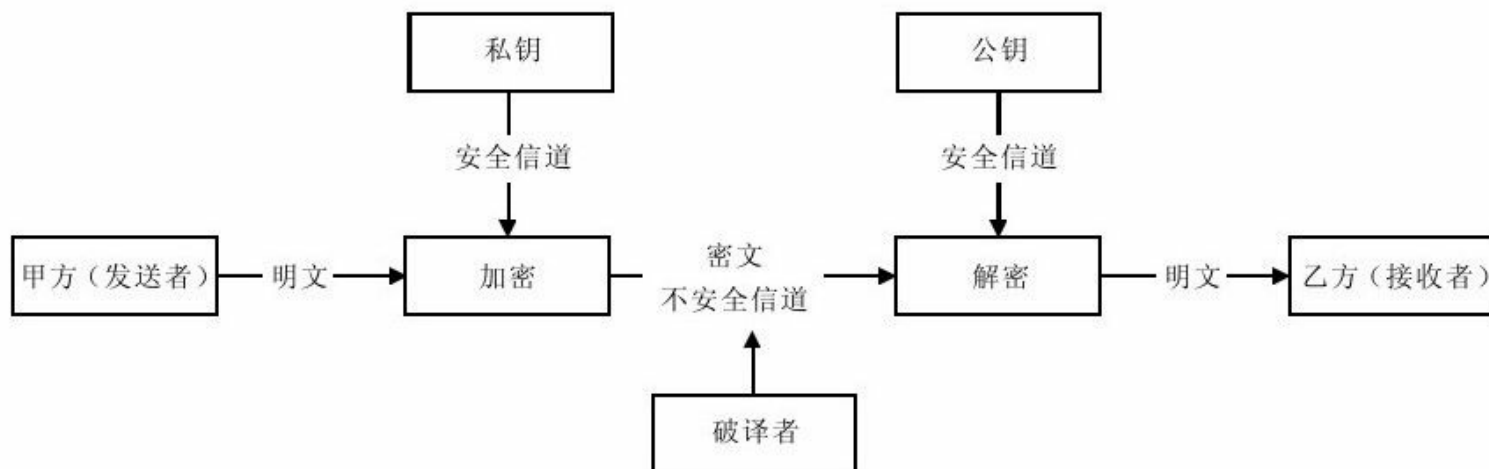 私钥
公钥
安全信道
安全信道
甲方（发送者）
明文
加密
密文
不安全信道
解密
明文
乙方（接收者）
破译者